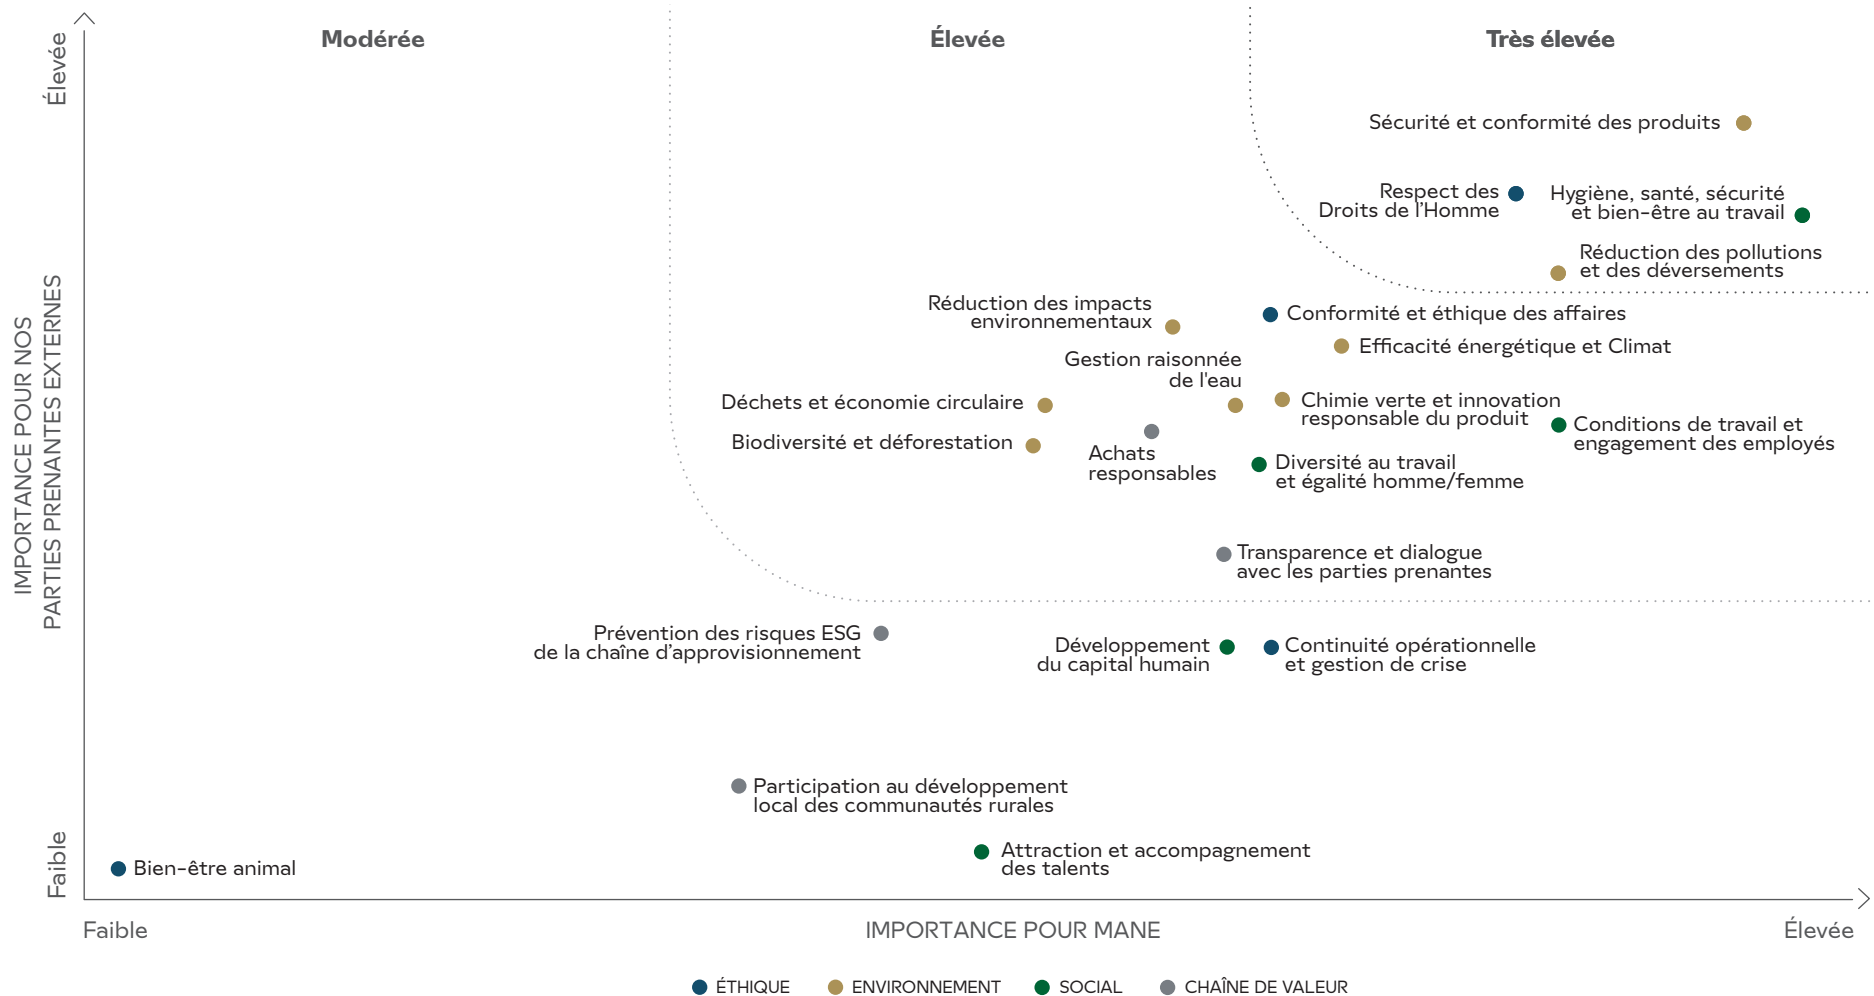 Modérée
Élevée
Très élevée
Élevée
Sécurité et conformité des produits
Respect des
Droits de l’Homme
Hygiène, santé, sécurité
et bien-être au travail
Réduction des pollutions
et des déversements
Réduction des impacts
environnementaux
Conformité et éthique des affaires
Efficacité énergétique et Climat
Gestion raisonnée
de l'eau
Déchets et économie circulaire
Chimie verte et innovation
responsable du produit
Conditions de travail et
engagement des employés
Biodiversité et déforestation
Achats
responsables
Diversité au travail
et égalité homme/femme
Transparence et dialogue
avec les parties prenantes
IMPORTANCE POUR NOS
PARTIES PRENANTES EXTERNES
Prévention des risques ESG
de la chaîne d’approvisionnement
Développement
du capital humain
Continuité opérationnelle
et gestion de crise
Participation au développement
local des communautés rurales
Attraction et accompagnement
des talents
Bien-être animal
Faible
Faible
IMPORTANCE POUR MANE
Élevée
ÉTHIQUE
ENVIRONNEMENT
SOCIAL
CHAÎNE DE VALEUR